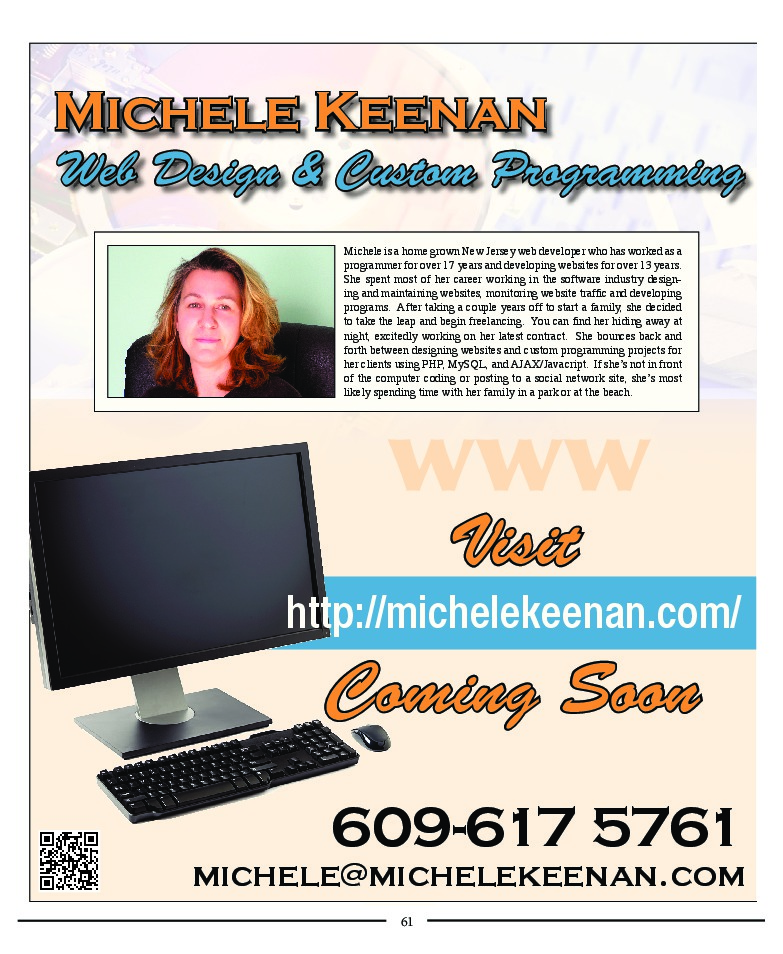 Michele Keenan
Web Design & Custom Programming
Michele is a home grown New Jersey web developer who has worked as a
programmer for over 17 years and developing websites for over 13 years.
She spent most of her career working in the software industry design-
ing and maintaining websites, monitoring website traffic and developing
programs. After taking a couple years off to start a family, she decided
to take the leap and begin freelancing. You can find her hiding away at
night, excitedly working on her latest contract. She bounces back and
forth between designing websites and custom programming projects for
her clients using PHP, MySQL, and AJAX/Javacript. If she's not in front
of the computer coding or posting to a social network site, she's most
likely spending time with her family in a park or at the beach.
www
Visit
http://michelekeenan.com/
Coming Soon
609-617 5761
michele@michelekeenan.com
61